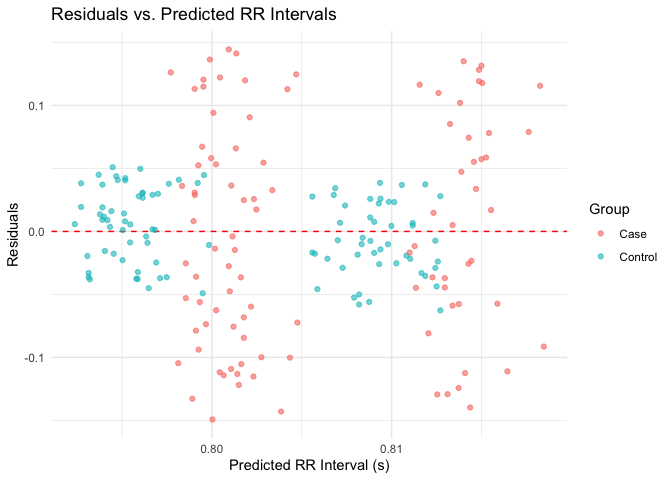 Residuals vs. Predicted RR Intervals
0.1
0.0
-0.1
Residuals
0.80
0.81
Predicted RR Interval (s)
Group
Case
Control